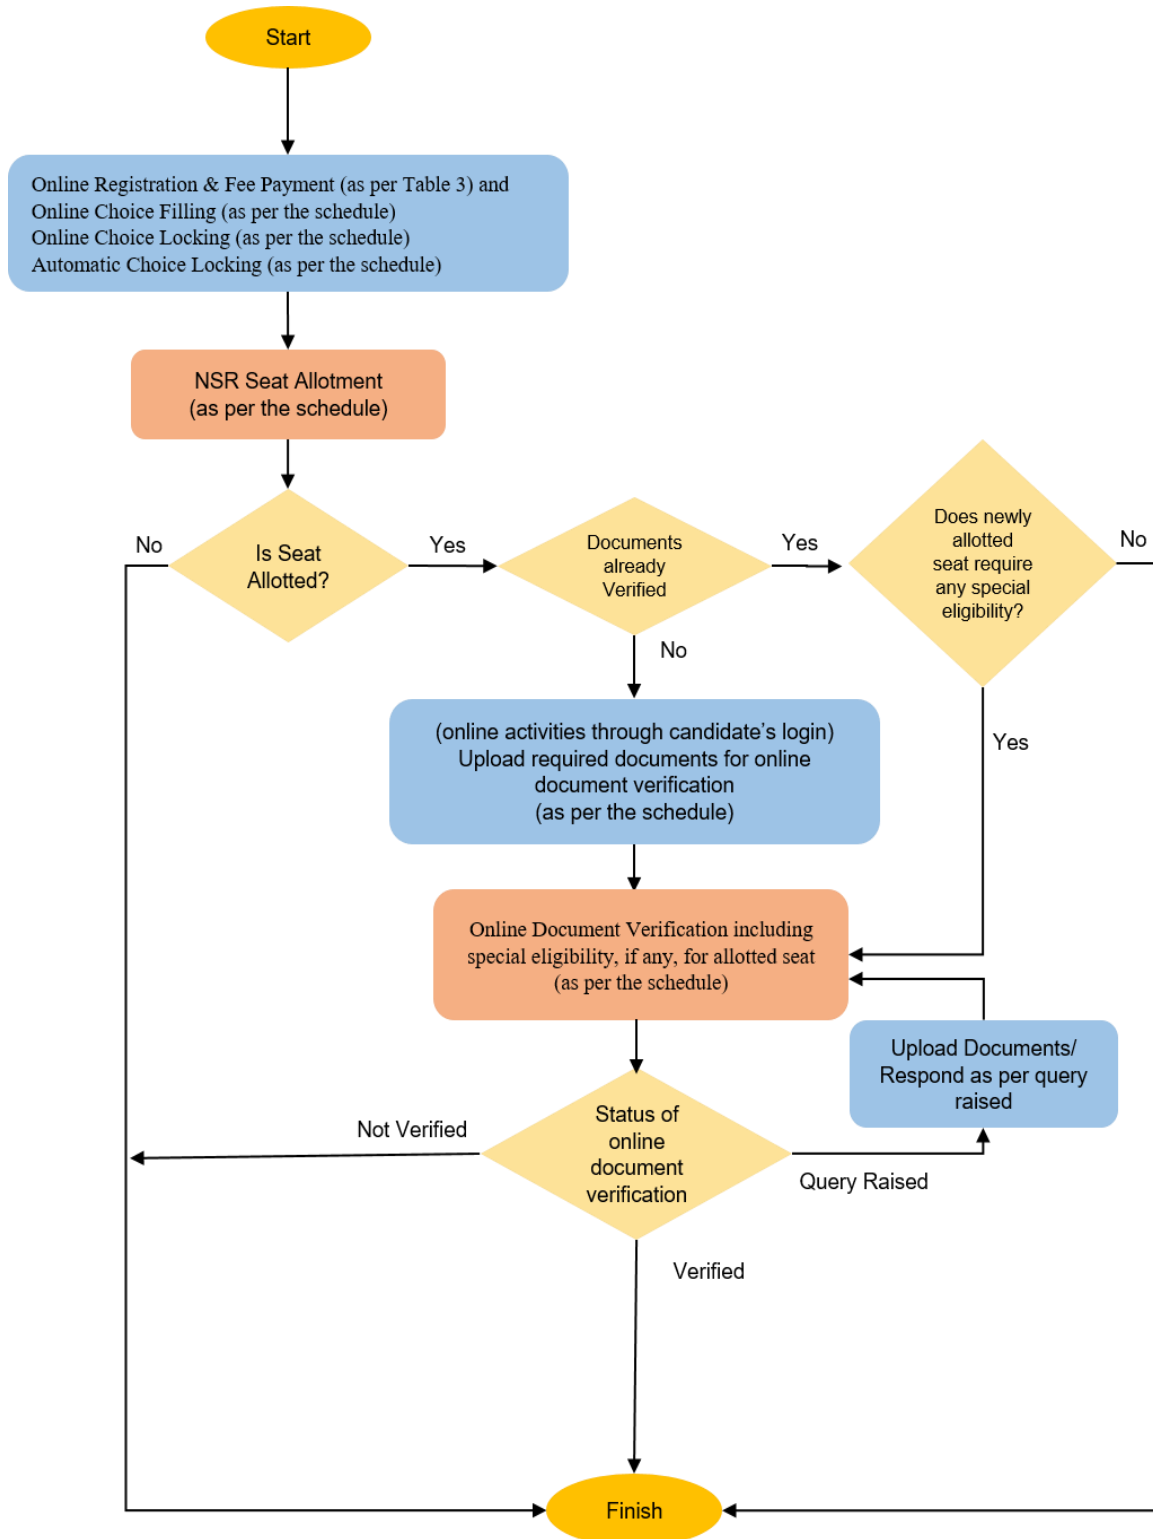 Start
Online Registration & Fee Payment (as per Table 3) and
Online Choice Filling (as per the schedule)
Online Choice Locking (as per the schedule)
Automatic Choice Locking (as per the schedule)
NSR Seat Allotment
(as per the schedule)
No
Is Seat
Allotted?
Yes
Documents
already
Verified
Yes
Does newly
allotted
seat require
any special
eligibility?
No
No
Yes
(online activities through candidate’s login)
Upload required documents for online
document verification
(as per the schedule)
Online Document Verification including
special eligibility, if any, for allotted seat
(as per the schedule)
Upload Documents/
Respond as per query
raised
Not Verified
Status of
online
document
verification
Query Raised
Verified
Finish